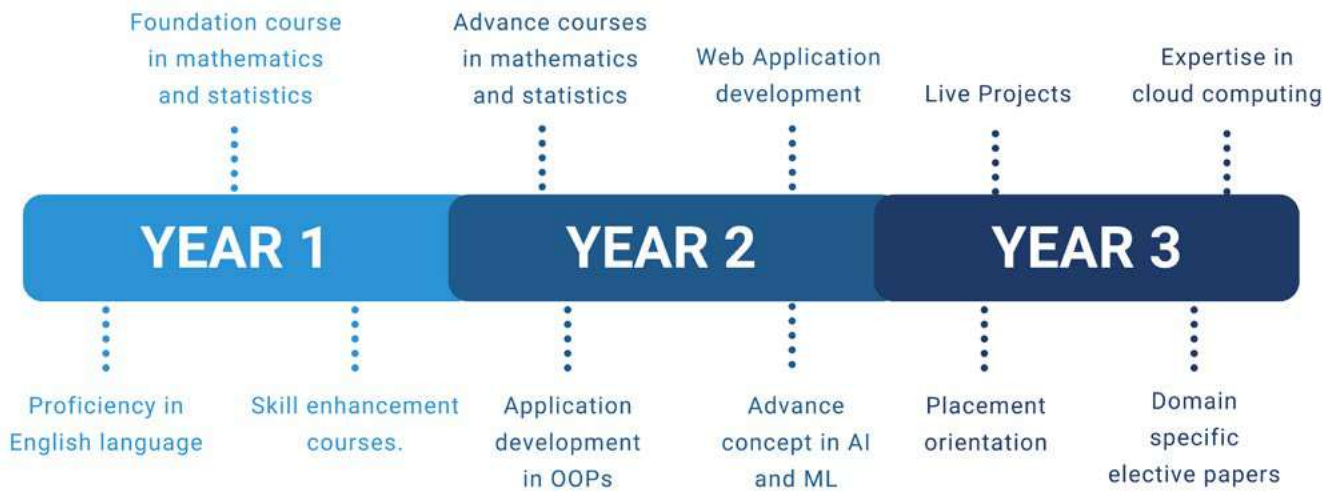 Foundation course
in mathematics
and statistics
Advance courses
in mathematics
and statistics
Web Application
development
Live Projects
Expertise in
cloud computing
YEAR 1
YEAR 2
YEAR 3
Proficiency in
English language
Skill enhancement
courses.
Application
development
in OOPs
Advance
concept in AI
and ML
Placement
orientation
Domain
specific
elective papers